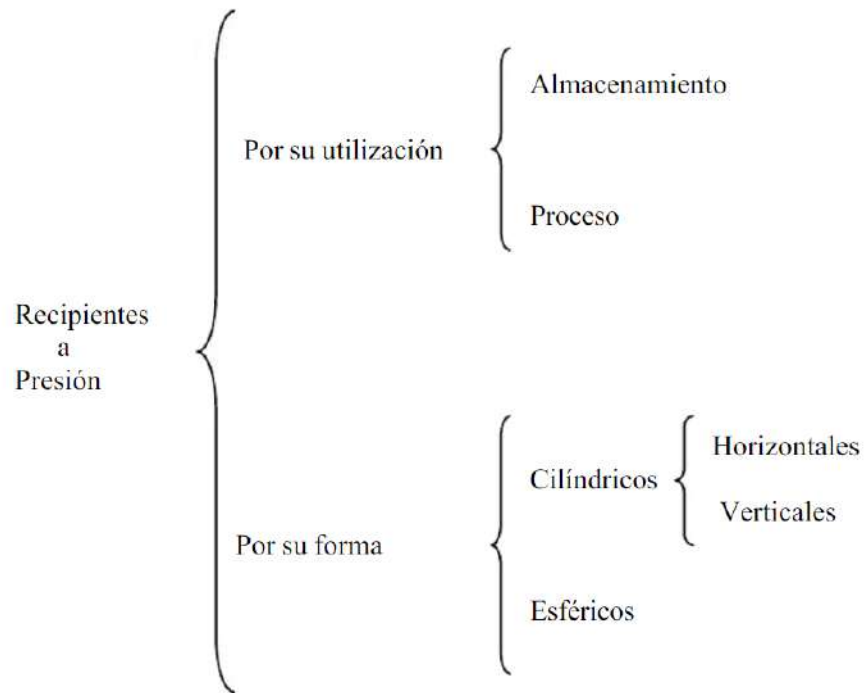 Recipientes
a
Presión
Por su utilización
Almacenamiento
Proceso
Por su forma
Cilíndricos
Horizontales
Verticales
Esféricos